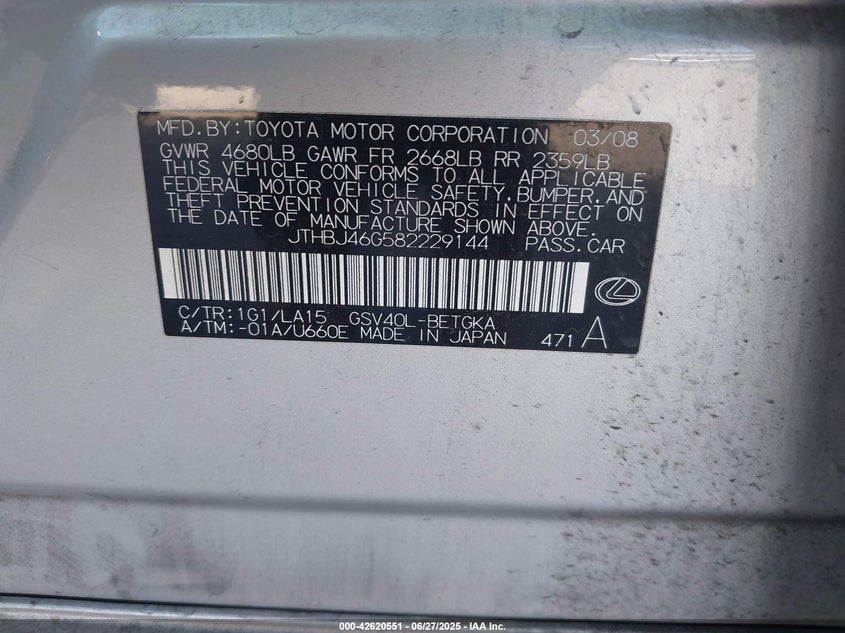 MFD.BY:TOYOTA MOTOR CORPORATION 03/08
GVWR 4680LB GAWR FR 2668LB RR 2359LB
THIS VEHICLE CONFORMS TO ALL APPLICABLE
FEDERAL MOTOR VEHICLE SAFETY,BUMPER,AND
THEFT PREVENTION STANDARDS IN EFFECT ON
THE DATE OF MANUFACTURE SHOWN ABOVE.
JTHBJ46G582229144 PASS.CAR
C/TR:1G1/LA15 GSV40L-BETGKA
A/TM:-01A/U660E MADE IN JAPAN 471 A
000-42620551 - 06/27/2025 - IAA Inc.